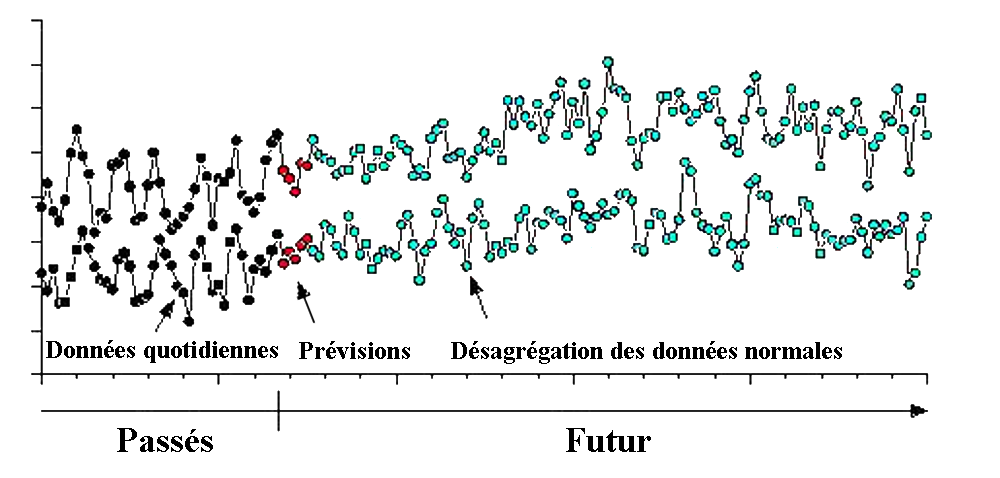 Données quotidiennes Prévisions Désagrégation des données normales
Passés Futur